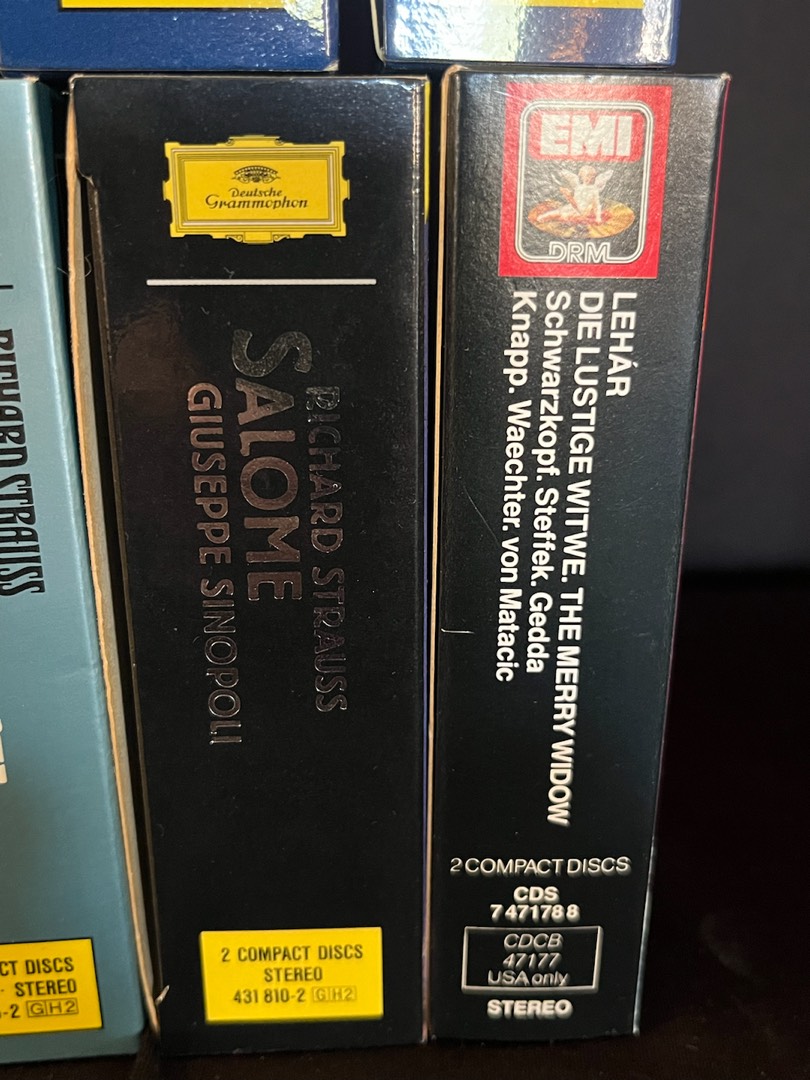 RICHARD STRAUSS
CT DISCS
STEREO
-2 GH2
Deutsche
Grammophon
RICHARD STRAUSS
SALOME
GIUSEPPE SINOPOLI
2 COMPACT DISCS
STEREO
431 810-2 GH2
EMI
DRM
LEHÁR
DIE LUSTIGE WITWE. THE MERRY WIDOW
Schwarzkopf. Steffek. Gedda
Knapp. Waechter. von Matacic
2 COMPACT DISCS
CDS
7 47178 8
CDCB
47177
USA only
STEREO